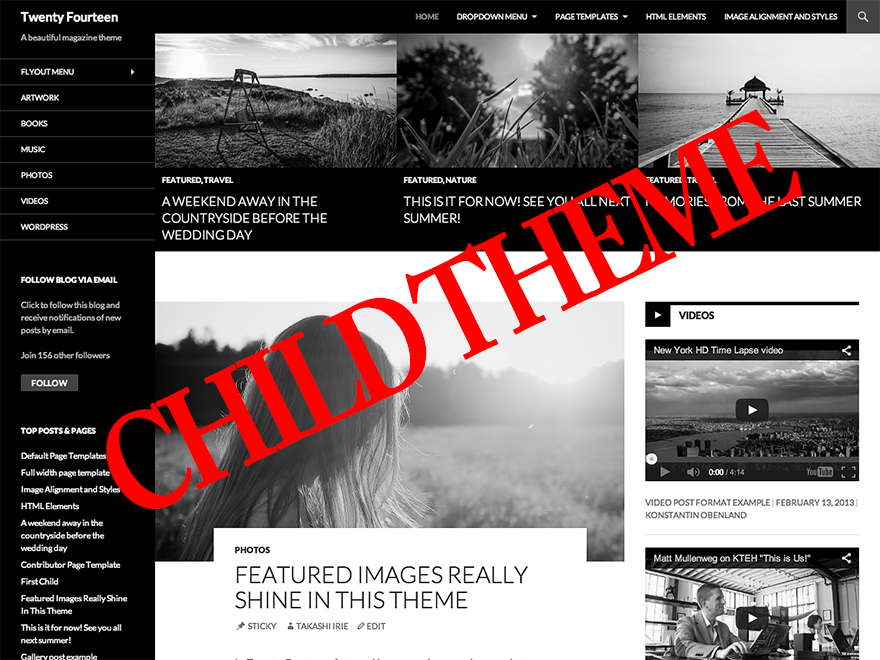 Twenty Fourteen
A beautiful magazine theme
HOME
DROPDOWN MENU
PAGE TEMPLATES
HTML ELEMENTS
IMAGE ALIGNMENT AND STYLES
FLYOUT MENU
ARTWORK
BOOKS
MUSIC
PHOTOS
VIDEOS
WORDPRESS
FOLLOW BLOG VIA EMAIL
Click to follow this blog and
receive notifications of new
posts by email.
Join 156 other followers
FOLLOW
TOP POSTS & PAGES
Default Page Templates
Full width page template
Image Alignment and Styles
HTML Elements
A weekend away in the
countryside before the
wedding day
Contributor Page Template
First Child
Featured Images Really Shine
In This Theme
This is it for now! See you all
next summer!
Gallery post example
FEATURED, TRAVEL
A WEEKEND AWAY IN THE
COUNTRYSIDE BEFORE THE
WEDDING DAY
FEATURED, NATURE
THIS IS IT FOR NOW! SEE YOU ALL NEXT
SUMMER!
FEATURED, TRAVEL
MEMORIES FROM THE LAST SUMMER
CHILD THEME
PHOTOS
FEATURED IMAGES REALLY
SHINE IN THIS THEME
STICKY TAKASHI IRIE EDIT
VIDEOS
New York HD Time Lapse video
0:00 / 4:14
YouTube
VIDEO POST FORMAT EXAMPLE | FEBRUARY 13, 2013 |
KONSTANTIN OBENLAND
Matt Mullenweg on KTEH "This is Us!"